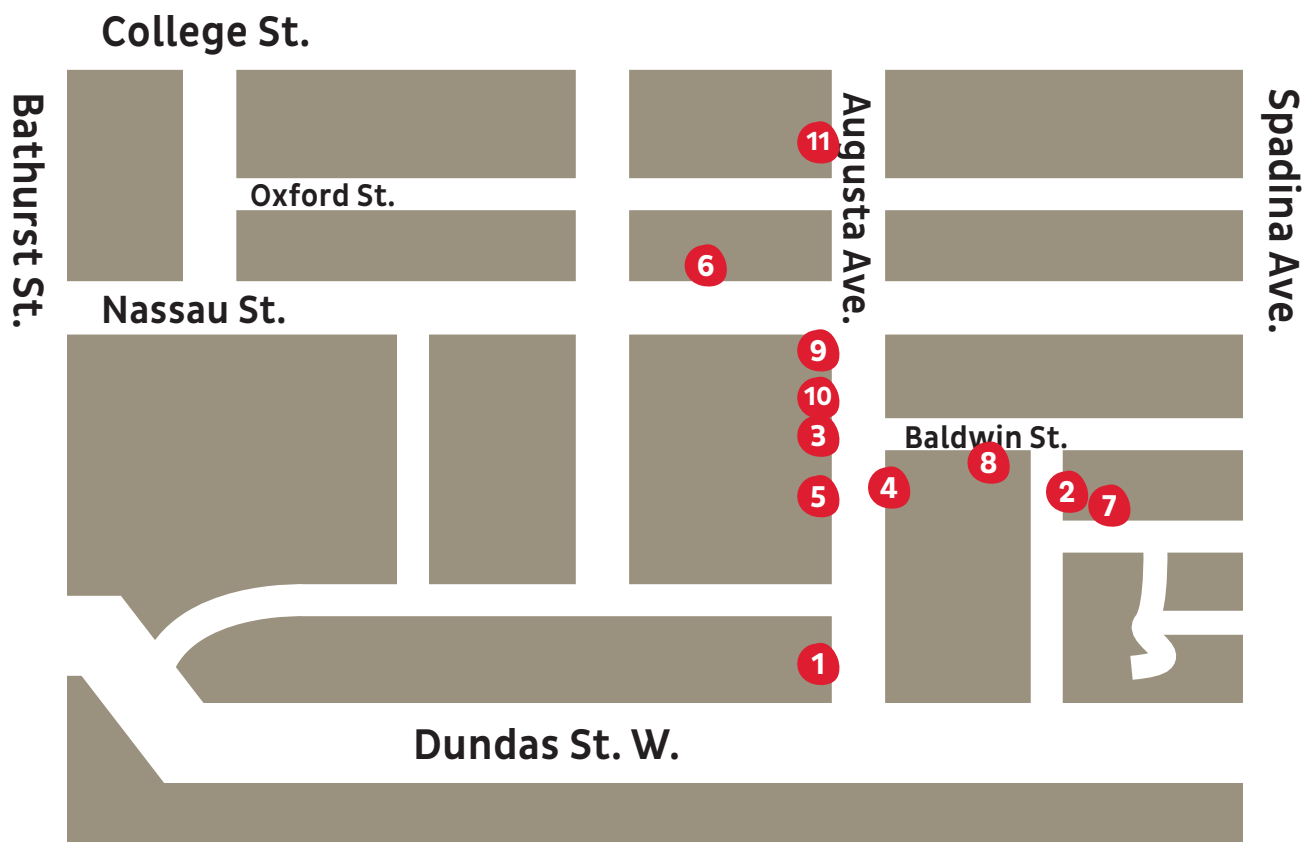 College St.
Bathurst St.
Augusta Ave.
Spadina Ave.
11
Oxford St.
6
Nassau St.
9
10
3
Baldwin St.
8
5
4
2
7
1
Dundas St. W.